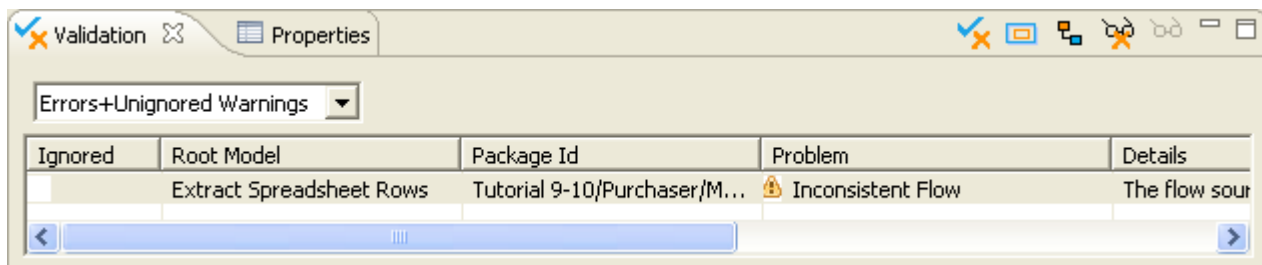 Validation Properties
Errors+Unignored Warnings
Ignored Root Model Package Id Problem Details
Extract Spreadsheet Rows Tutorial 9-10/Purchaser/M... Inconsistent Flow The flow sour